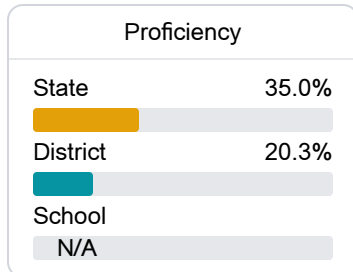 Proficiency
State 35.0%
District 20.3%
School
N/A